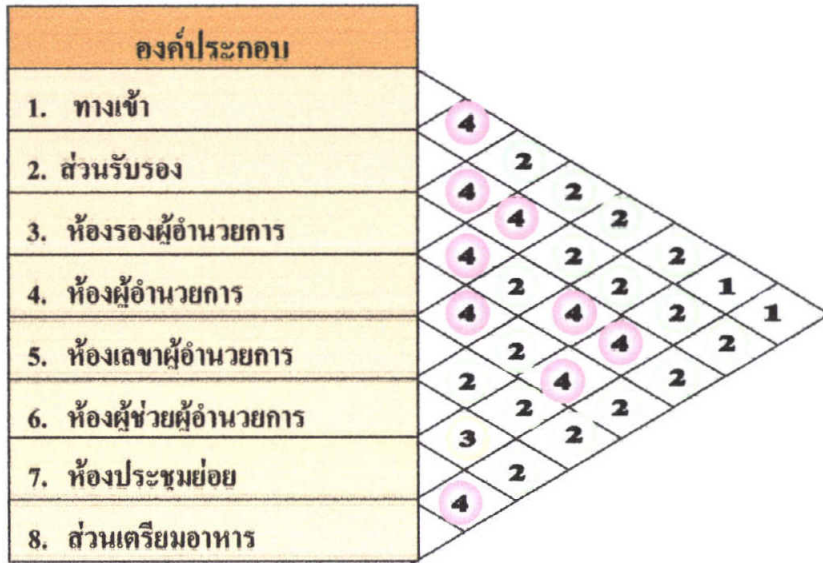 องค์ประกอบ
1. ทางเข้า
2. ส่วนรับรอง
3. ห้องรองผู้อำนวยการ
4. ห้องผู้อำนวยการ
5. ห้องเลขาผู้อำนวยการ
6. ห้องผู้ช่วยผู้อำนวยการ
7. ห้องประชุมย่อย
8. ส่วนเตรียมอาหาร
4
2
4 2
4 2
4 2 2
2 2 1
4 4 2 1
2 4 2
2 4 2
2 2
3 2
2
4